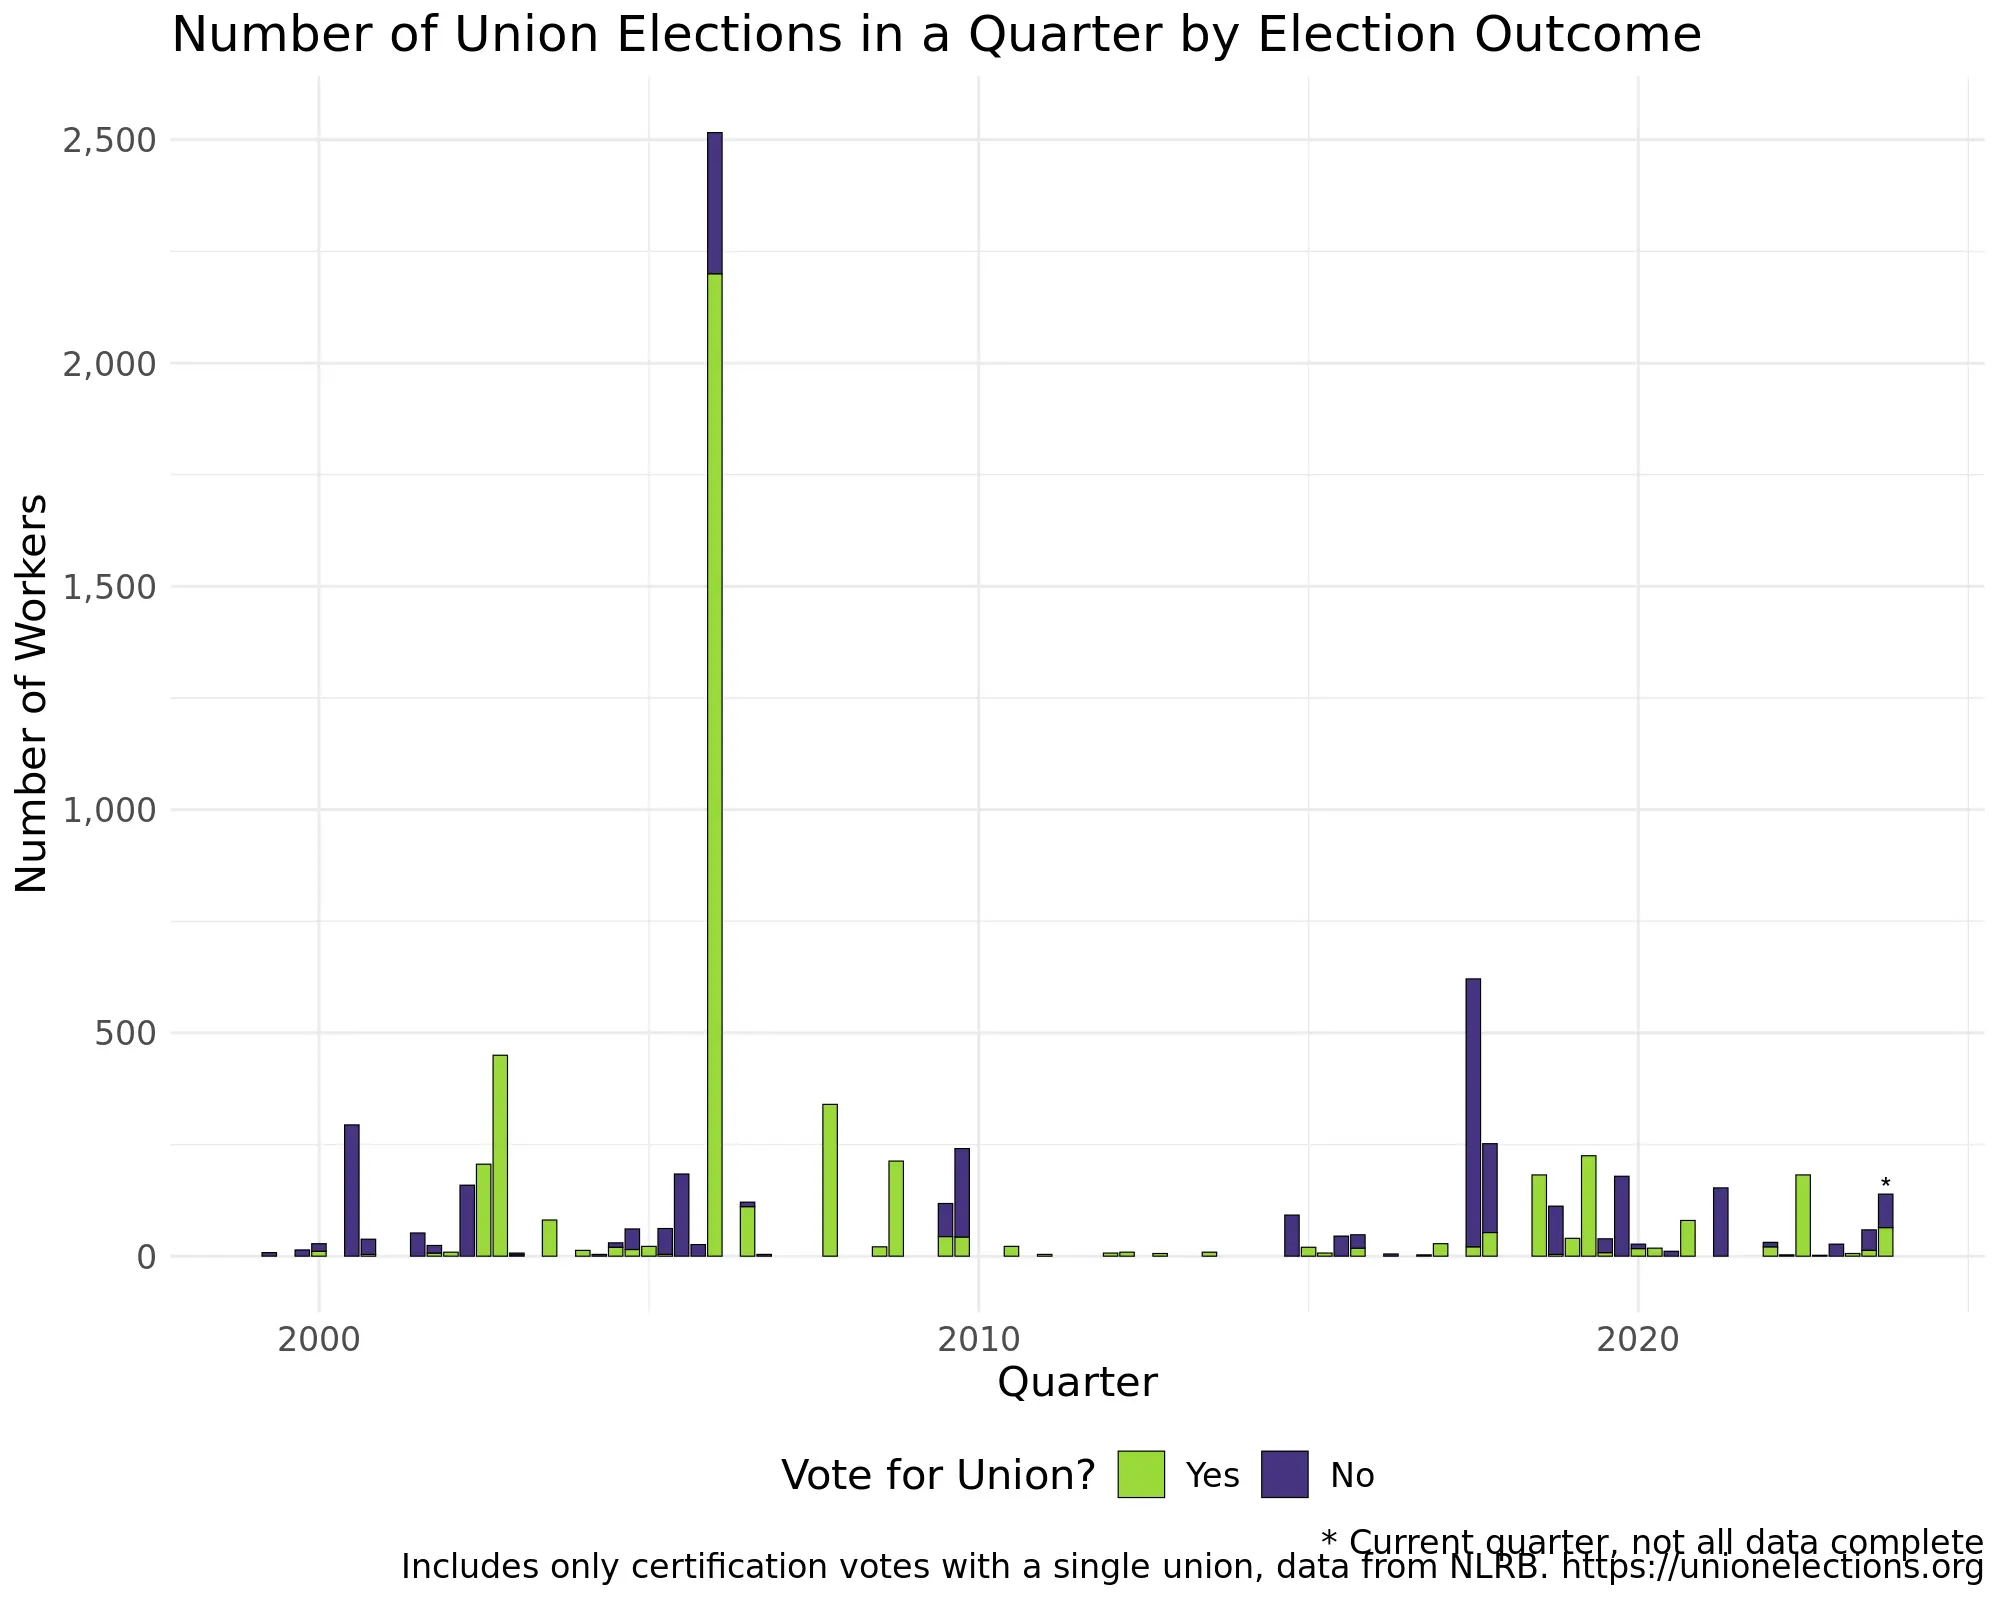 Number of Union Elections in a Quarter by Election Outcome
Number of Workers
2,500
2,000
1,500
1,000
500
0
*
2000
2010
2020
Quarter
Vote for Union? Yes No
* Current quarter, not all data complete
Includes only certification votes with a single union, data from NLRB. https://unionelections.org